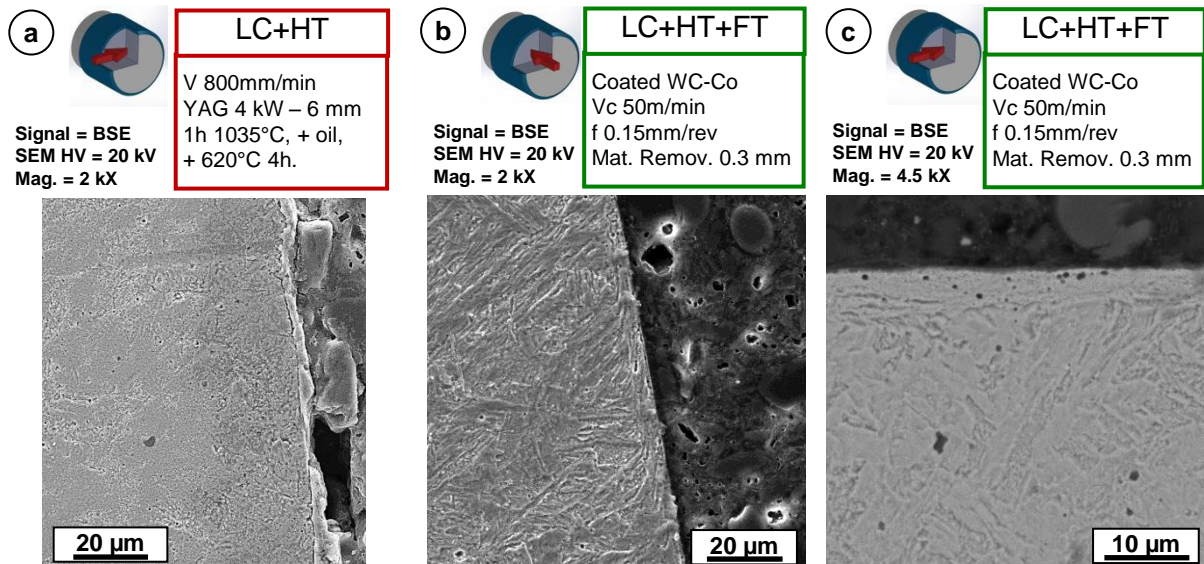 a
LC+HT
V 800mm/min
YAG 4 kW – 6 mm
1h 1035°C, + oil,
+ 620°C 4h.
Signal = BSE
SEM HV = 20 kV
Mag. = 2 kX
20 µm
b
LC+HT+FT
Coated WC-Co
Vc 50m/min
f 0.15mm/rev
Mat. Remov. 0.3 mm
Signal = BSE
SEM HV = 20 kV
Mag. = 2 kX
20 µm
c
LC+HT+FT
Coated WC-Co
Vc 50m/min
f 0.15mm/rev
Mat. Remov. 0.3 mm
Signal = BSE
SEM HV = 20 kV
Mag. = 4.5 kX
10 µm